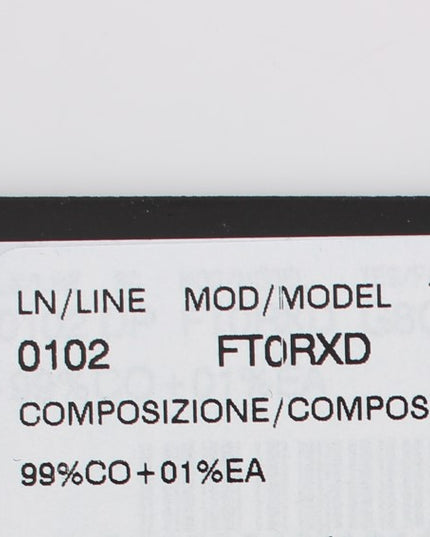 LN/LINE MOD/MODEL
0102 FT0RXD
COMPOSIZIONE/COMPOS
99%CO+01%EA